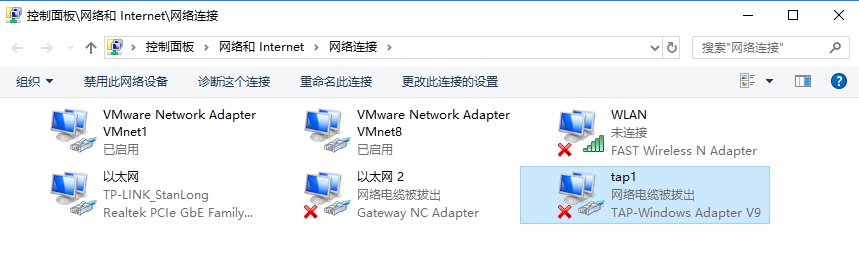 控制面板\网络和 Internet\网络连接
控制面板 网络和 Internet 网络连接 搜索"网络连接"
组织 禁用此网络设备 诊断这个连接 重命名此连接 更改此连接的设置
VMware Network Adapter VMnet1
已启用
VMware Network Adapter VMnet8
已启用
WLAN
未连接
FAST Wireless N Adapter
以太网
TP-LINK_StanLong
Realtek PCIe GbE Family...
以太网 2
网络电缆被拔出
Gateway NC Adapter
tap1
网络电缆被拔出
TAP-Windows Adapter V9